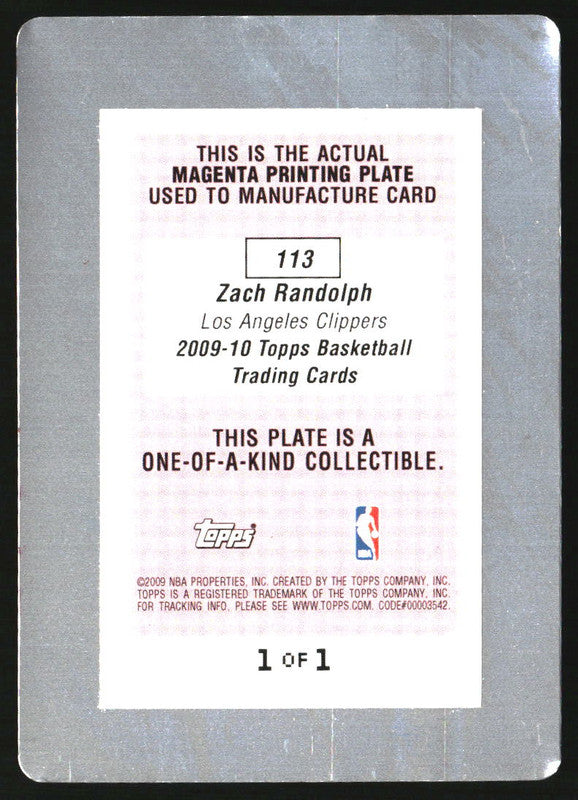 THIS IS THE ACTUAL
MAGENTA PRINTING PLATE
USED TO MANUFACTURE CARD
113
Zach Randolph
Los Angeles Clippers
2009-10 Topps Basketball
Trading Cards
THIS PLATE IS A
ONE-OF-A-KIND COLLECTIBLE.
Topps
©2009 NBA PROPERTIES, INC. CREATED BY THE TOPPS COMPANY, INC.
TOPPS IS A REGISTERED TRADEMARK OF THE TOPPS COMPANY, INC.
FOR TRACKING INFO, PLEASE SEE WWW.TOPPS.COM. CODE#00003542.
1 OF 1